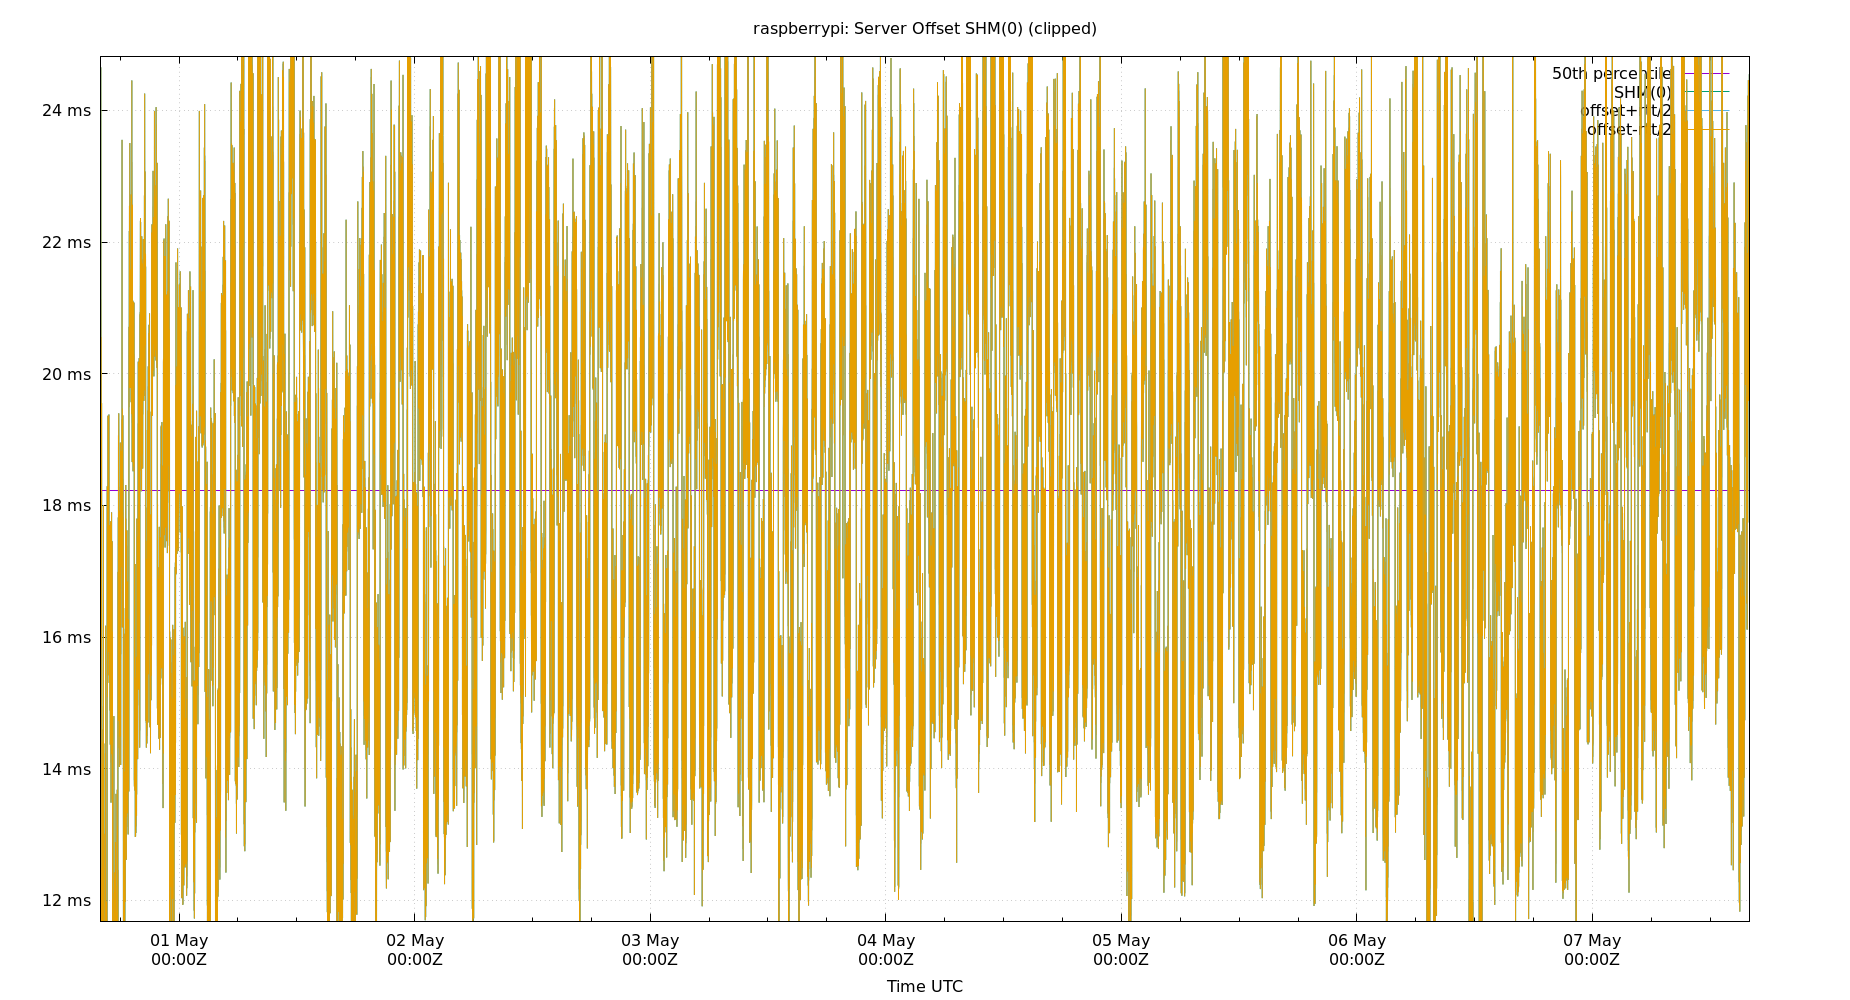 raspberrypi: Server Offset SHM(0) (clipped)
50th percentile
SHM(0)
offset+rtt/2
offset-rtt/2
24 ms
22 ms
20 ms
18 ms
16 ms
14 ms
12 ms
01 May 02 May 03 May 04 May 05 May 06 May 07 May
00:00Z 00:00Z 00:00Z 00:00Z 00:00Z 00:00Z 00:00Z
Time UTC